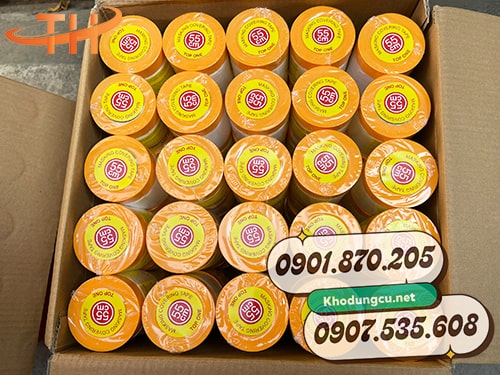 TH
MASKING COVERING TAPE
55
cm
TOP ONE
0901.870.205
Khodungcu.net
0907.535.608